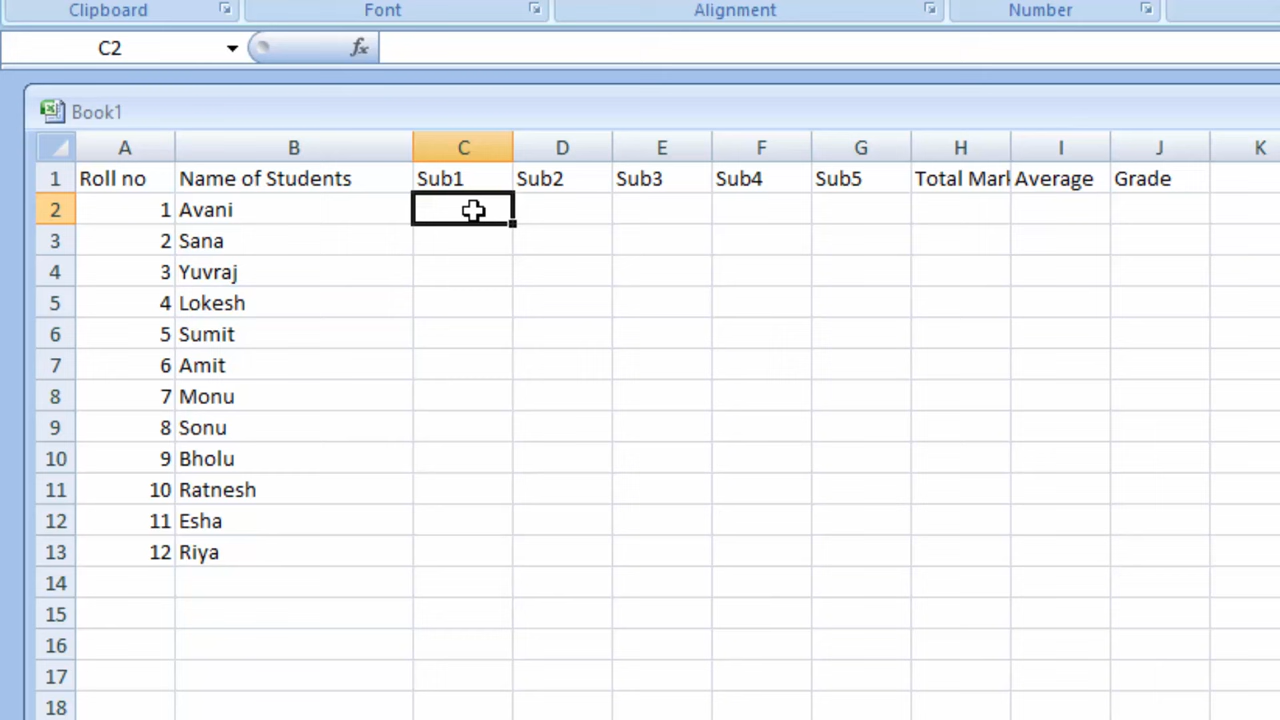 Clipboard Font Alignment Number
C2 fx
Book1
A B C D E F G H I J K
1 Roll no Name of Students Sub1 Sub2 Sub3 Sub4 Sub5 Total Mark Average Grade
2 1 Avani
3 2 Sana
4 3 Yuvraj
5 4 Lokesh
6 5 Sumit
7 6 Amit
8 7 Monu
9 8 Sonu
10 9 Bholu
11 10 Ratnesh
12 11 Esha
13 12 Riya
14
15
16
17
18